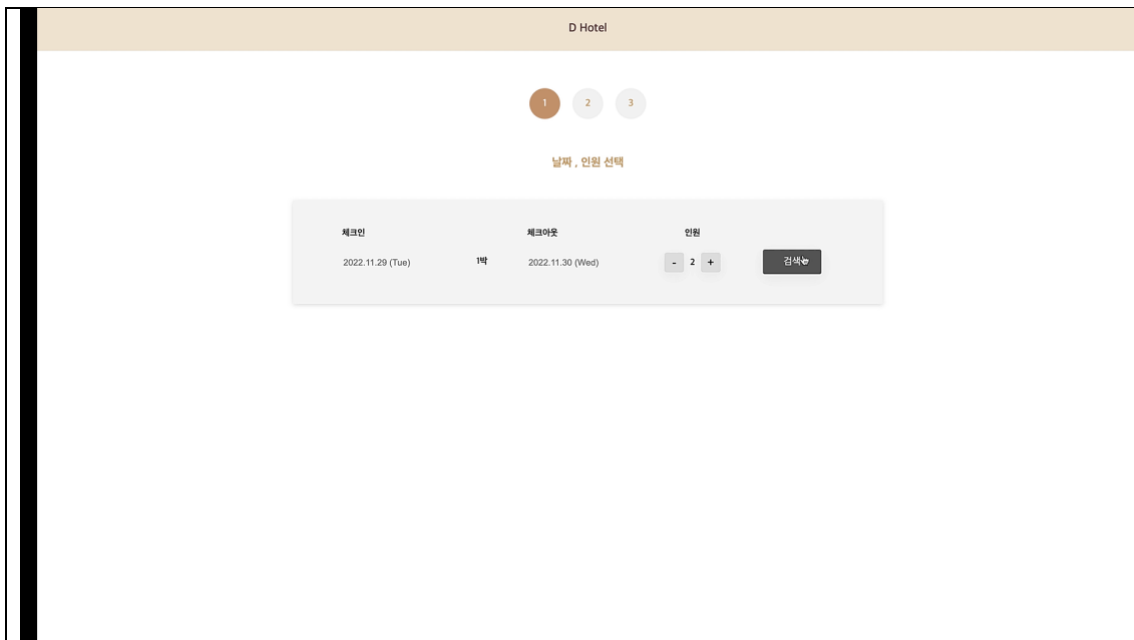 D Hotel
1 2 3
날짜 , 인원 선택
체크인 체크아웃 인원
2022.11.29 (Tue) 1박 2022.11.30 (Wed) - 2 + 검색